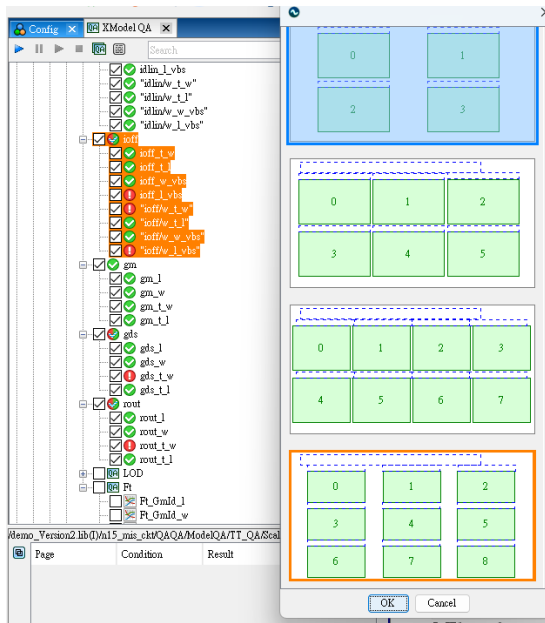 Config
XModel QA
Search
idlin_l_vbs
"idlin/w_t_w"
"idlin/w_t_l"
"idlin/w_w_vbs"
"idlin/w_l_vbs"
ioff
ioff_t_w
ioff_t_l
ioff_w_vbs
ioff_l_vbs
"ioff/w_t_w"
"ioff/w_t_l"
"ioff/w_w_vbs"
"ioff/w_l_vbs"
gm
gm_l
gm_w
gm_t_w
gm_t_l
gds
gds_l
gds_w
gds_t_w
gds_t_l
rout
rout_l
rout_w
rout_t_w
rout_t_l
QA LOD
QA Ft
Ft_GmId_l
Ft_GmId_w
/demo_Version2.lib(I)/n15_mis_ckt/QAQA/ModelQA/TT_QA/Scal
Page Condition Result
0 1
2 3
0 1 2
3 4 5
0 1 2 3
4 5 6 7
0 1 2
3 4 5
6 7 8
OK Cancel